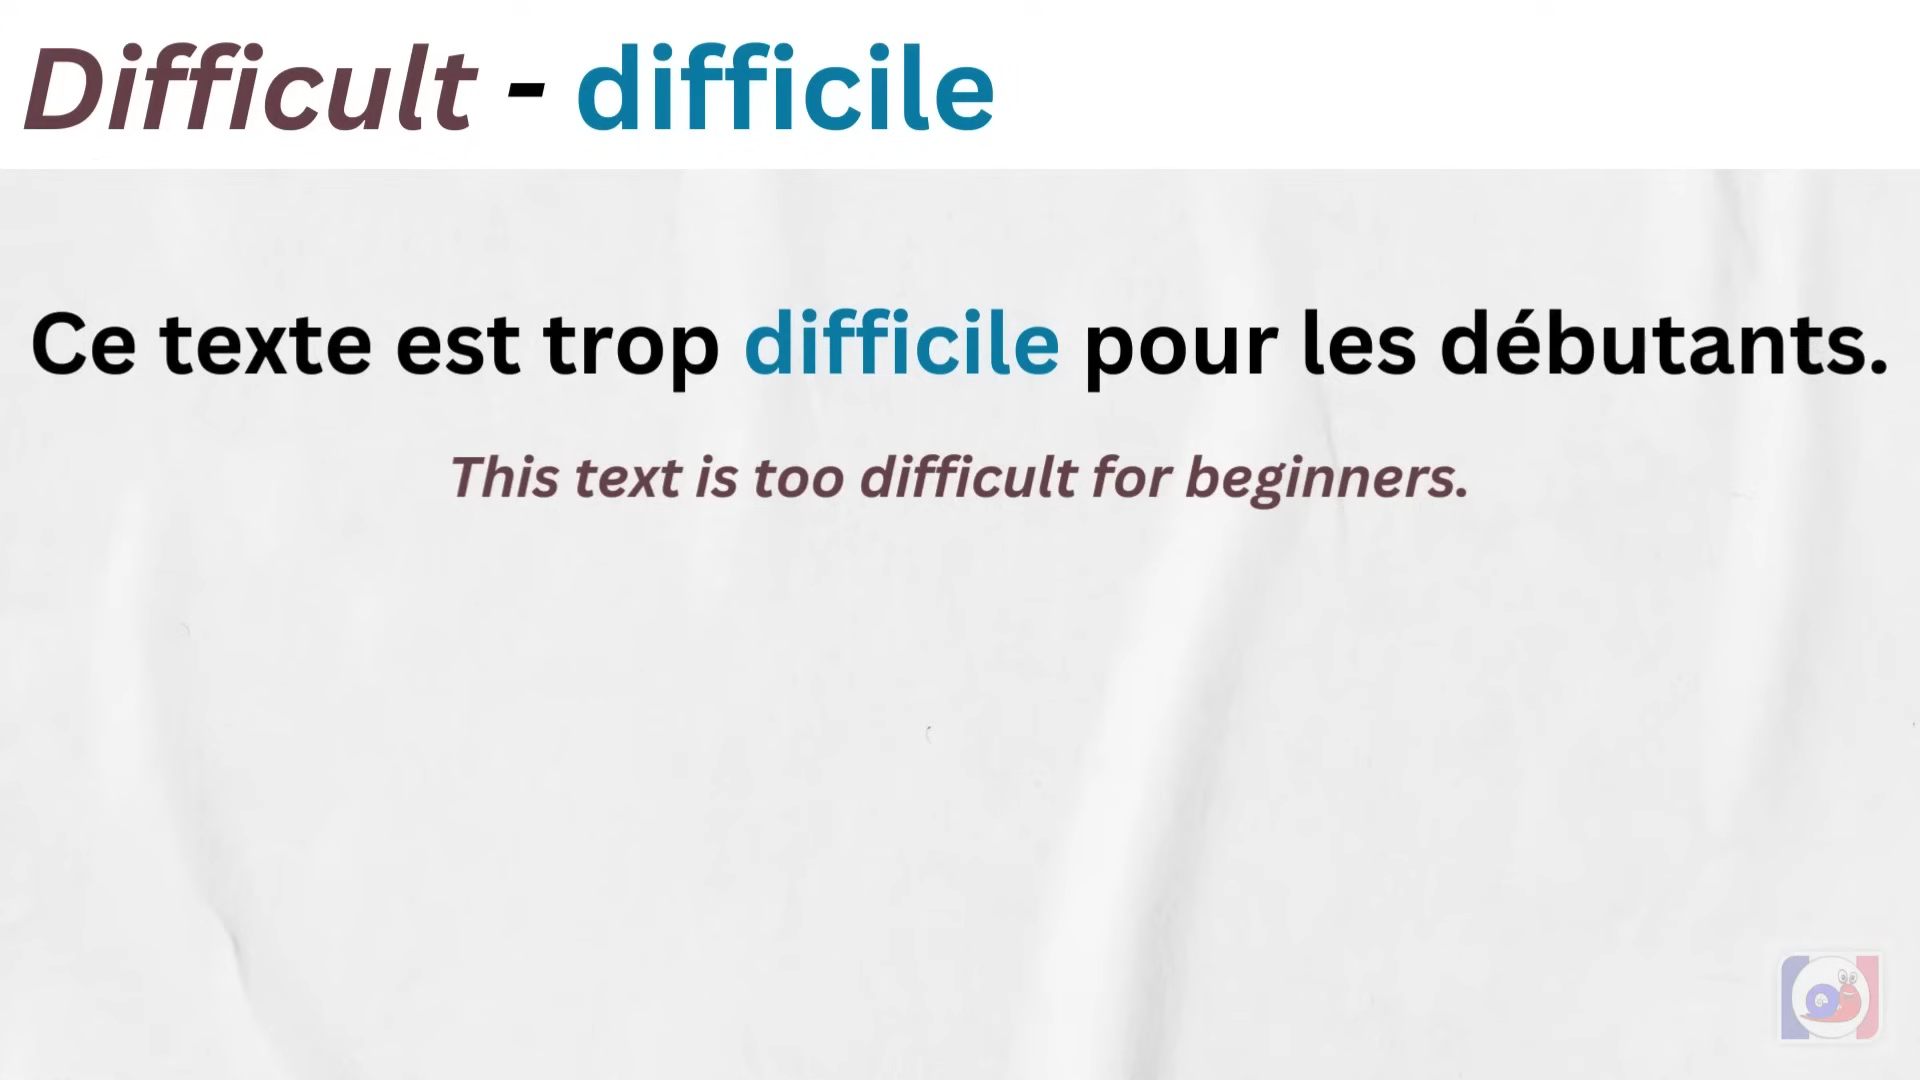 Difficult - difficile
Ce texte est trop difficile pour les débutants.
This text is too difficult for beginners.